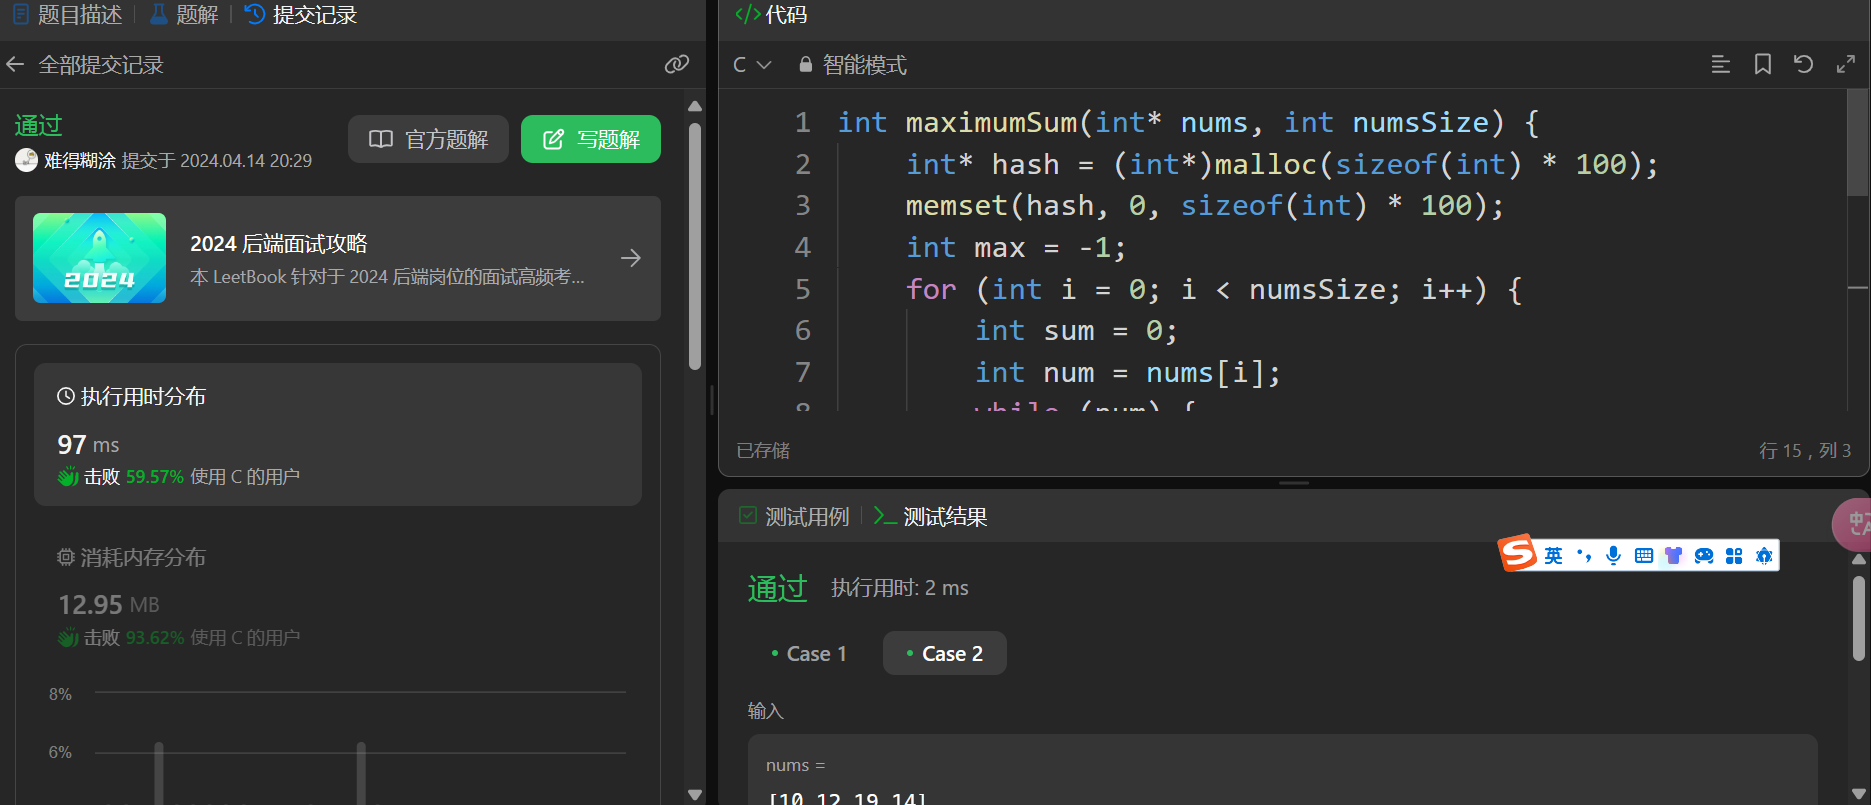 题目描述 题解 提交记录
全部提交记录
通过
官方题解
写题解
难得糊涂 提交于 2024.04.14 20:29
2024
2024 后端面试攻略
本 LeetBook 针对于 2024 后端岗位的面试高频考...
执行用时分布
97 ms
击败 59.57% 使用 C 的用户
消耗内存分布
12.95 MB
击败 93.62% 使用 C 的用户
8%
6%
</> 代码
C 智能模式
1 int maximumSum(int* nums, int numsSize) {
2 int* hash = (int*)malloc(sizeof(int) * 100);
3 memset(hash, 0, sizeof(int) * 100);
4 int max = -1;
5 for (int i = 0; i < numsSize; i++) {
6 int sum = 0;
7 int num = nums[i];
8 while (num) {
已存储
行 15 , 列 3
测试用例 测试结果
S 英
通过 执行用时: 2 ms
Case 1 Case 2
输入
nums =
[10,12,19,14]